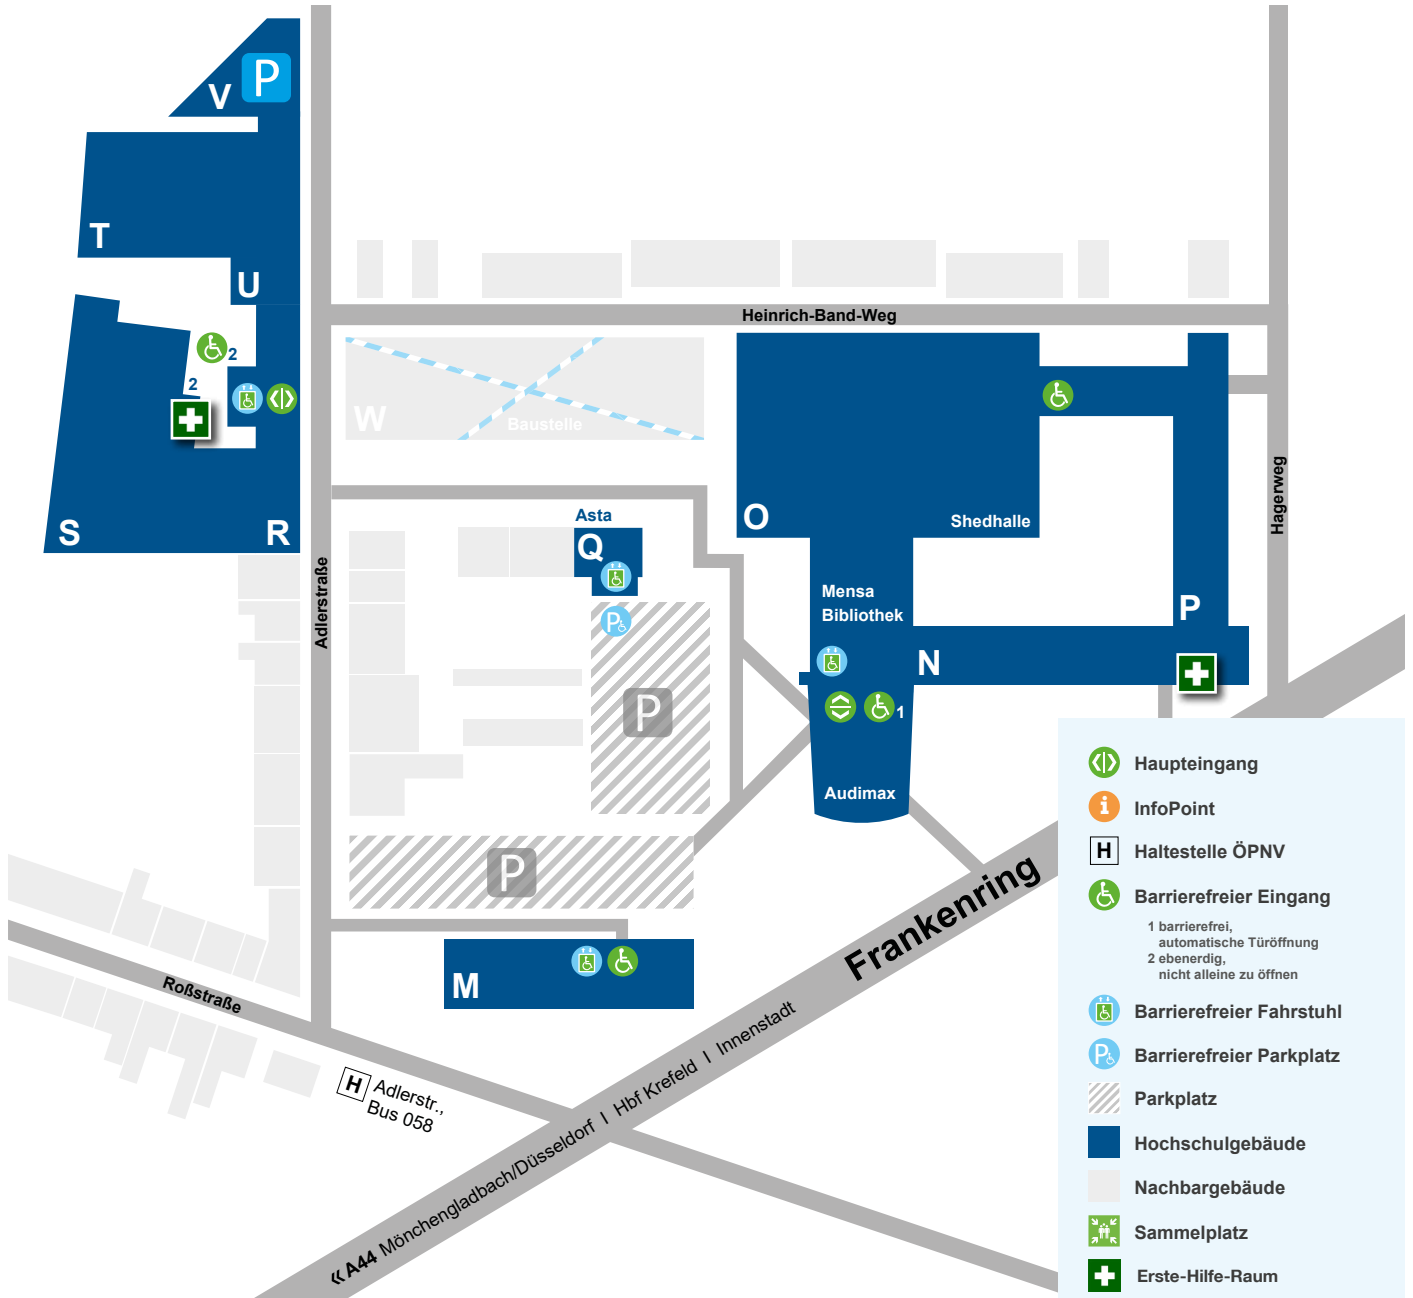 V
P
T
U
Heinrich-Band-Weg
2
2
W
Baustelle
Hagerweg
S
R
Asta
Q
O
Shedhalle
Adlerstraße
Mensa
Bibliothek
P
P
N
P
1
Audimax
P
Frankenring
M
Roßstraße
H Adlerstr.,
Bus 058
«A44 Mönchengladbach/Düsseldorf I Hbf Krefeld I Innenstadt
Haupteingang
i InfoPoint
H Haltestelle ÖPNV
Barrierefreier Eingang
1 barrierefrei,
automatische Türöffnung
2 ebenerdig,
nicht alleine zu öffnen
Barrierefreier Fahrstuhl
P Barrierefreier Parkplatz
Parkplatz
Hochschulgebäude
Nachbargebäude
Sammelplatz
Erste-Hilfe-Raum